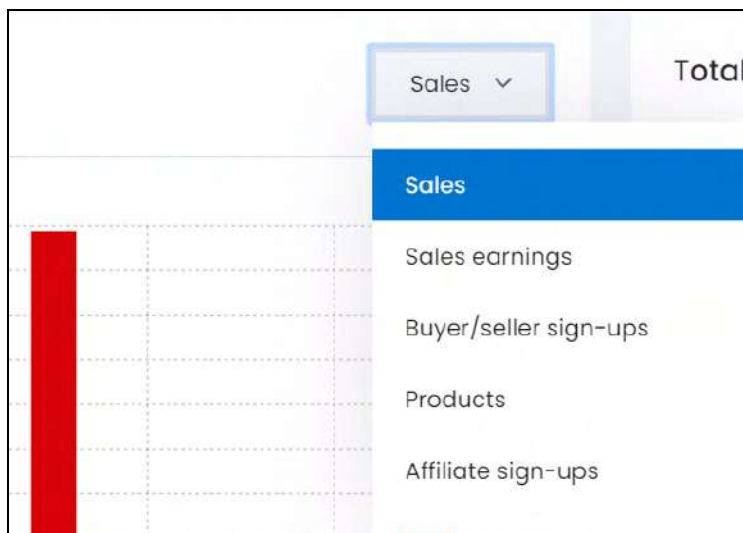 Sales
Total
Sales
Sales earnings
Buyer/seller sign-ups
Products
Affiliate sign-ups